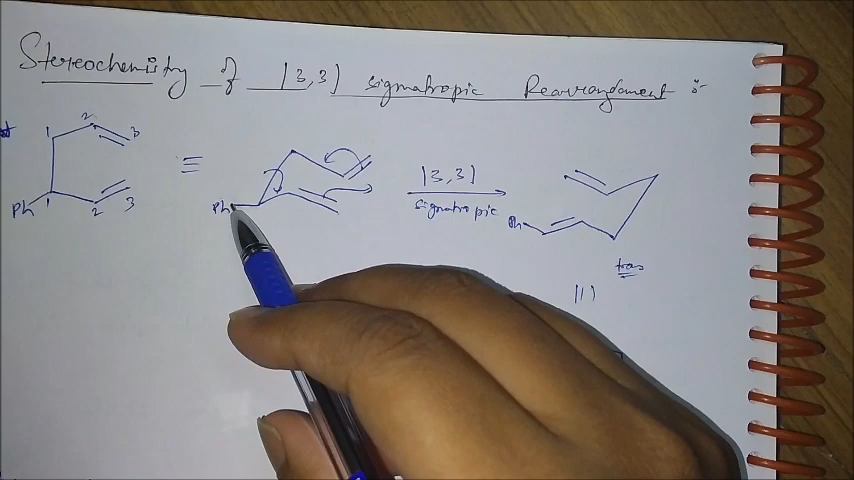 Stereochemistry of [3,3] sigmatropic Rearrangement :-
2
1 3
1
Ph 2 3
≡
Ph
[3,3]
sigmatropic
Ph
trans
(1)